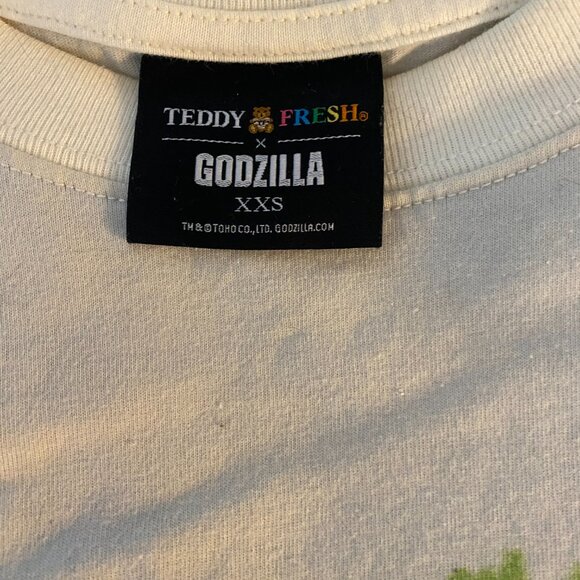 TEDDY FRESH®
×
GODZILLA
XXS
TM & © TOHO CO., LTD. GODZILLA.COM